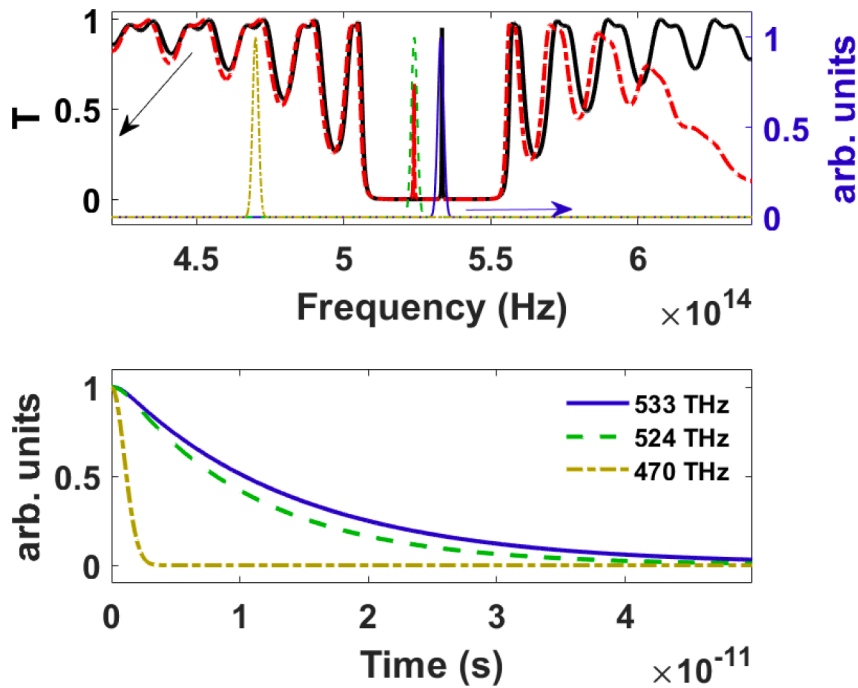 1
0.5
0
T
1
0.5
0
arb. units
4.5
5
5.5
6
Frequency (Hz)
×10^14
1
0.5
0
arb. units
533 THz
524 THz
470 THz
0
1
2
3
4
Time (s)
×10^-11